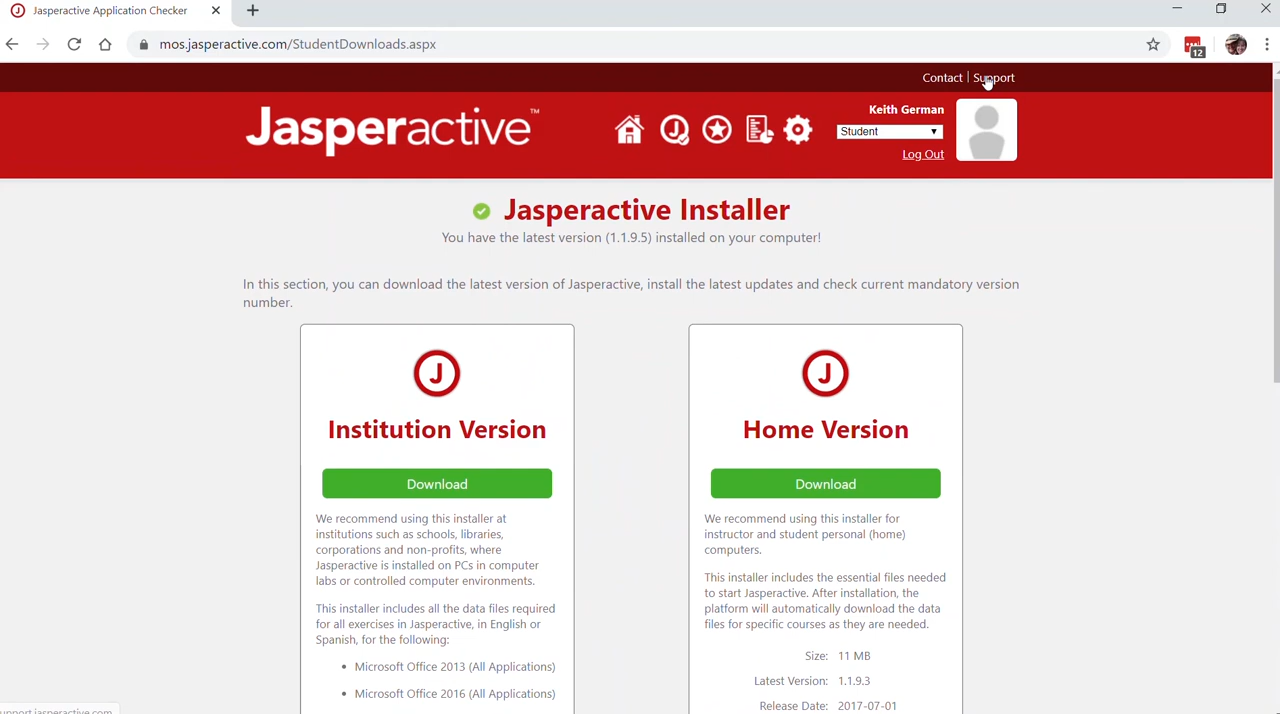 Jasperactive Application Checker
mos.jasperactive.com/StudentDownloads.aspx
12
Contact | Support
Jasperactive™
Keith German
Student
Log Out
Jasperactive Installer
You have the latest version (1.1.9.5) installed on your computer!
In this section, you can download the latest version of Jasperactive, install the latest updates and check current mandatory version
number.
J
Institution Version
Download
We recommend using this installer at
institutions such as schools, libraries,
corporations and non-profits, where
Jasperactive is installed on PCs in computer
labs or controlled computer environments.
This installer includes all the data files required
for all exercises in Jasperactive, in English or
Spanish, for the following:
• Microsoft Office 2013 (All Applications)
• Microsoft Office 2016 (All Applications)
J
Home Version
Download
We recommend using this installer for
instructor and student personal (home)
computers.
This installer includes the essential files needed
to start Jasperactive. After installation, the
platform will automatically download the data
files for specific courses as they are needed.
Size: 11 MB
Latest Version: 1.1.9.3
Release Date: 2017-07-01